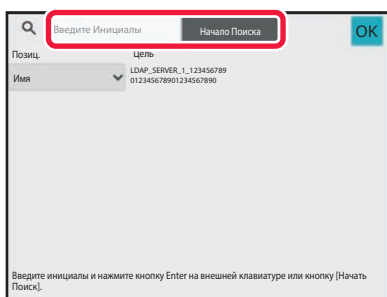 Введите Инициалы
Начало Поиска
OK
Позиц.
Цель
Имя
LDAP_SERVER_1_123456789
012345678901234567890
Введите инициалы и нажмите кнопку Enter на внешней клавиатуре или кнопку [Начать
Поиск].